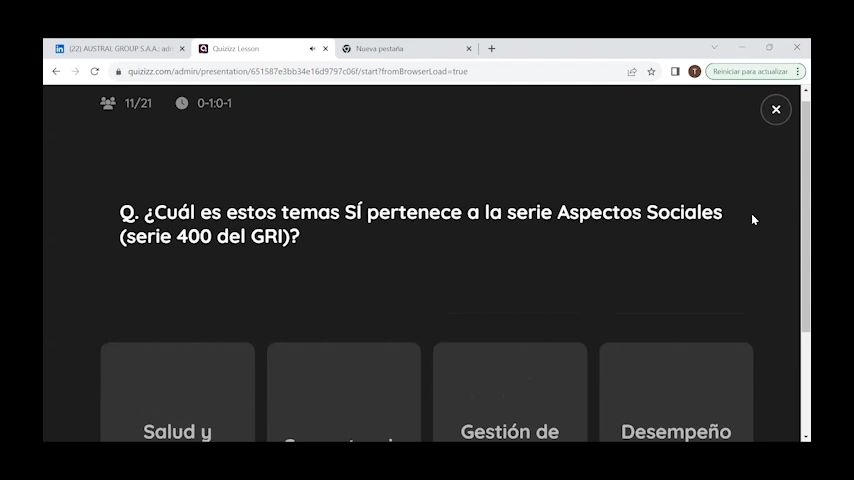 (22) AUSTRAL GROUP S.A.A.: adm
Quizizz Lesson
Nueva pestaña
quizizz.com/admin/presentation/651587e3bb34e16d9797c06f/start?fromBrowserLoad=true
T
Reiniciar para actualizar
11/21
0-1:0-1
Q. ¿Cuál es estos temas SÍ pertenece a la serie Aspectos Sociales
(serie 400 del GRI)?
Salud y
Gestión de
Desempeño